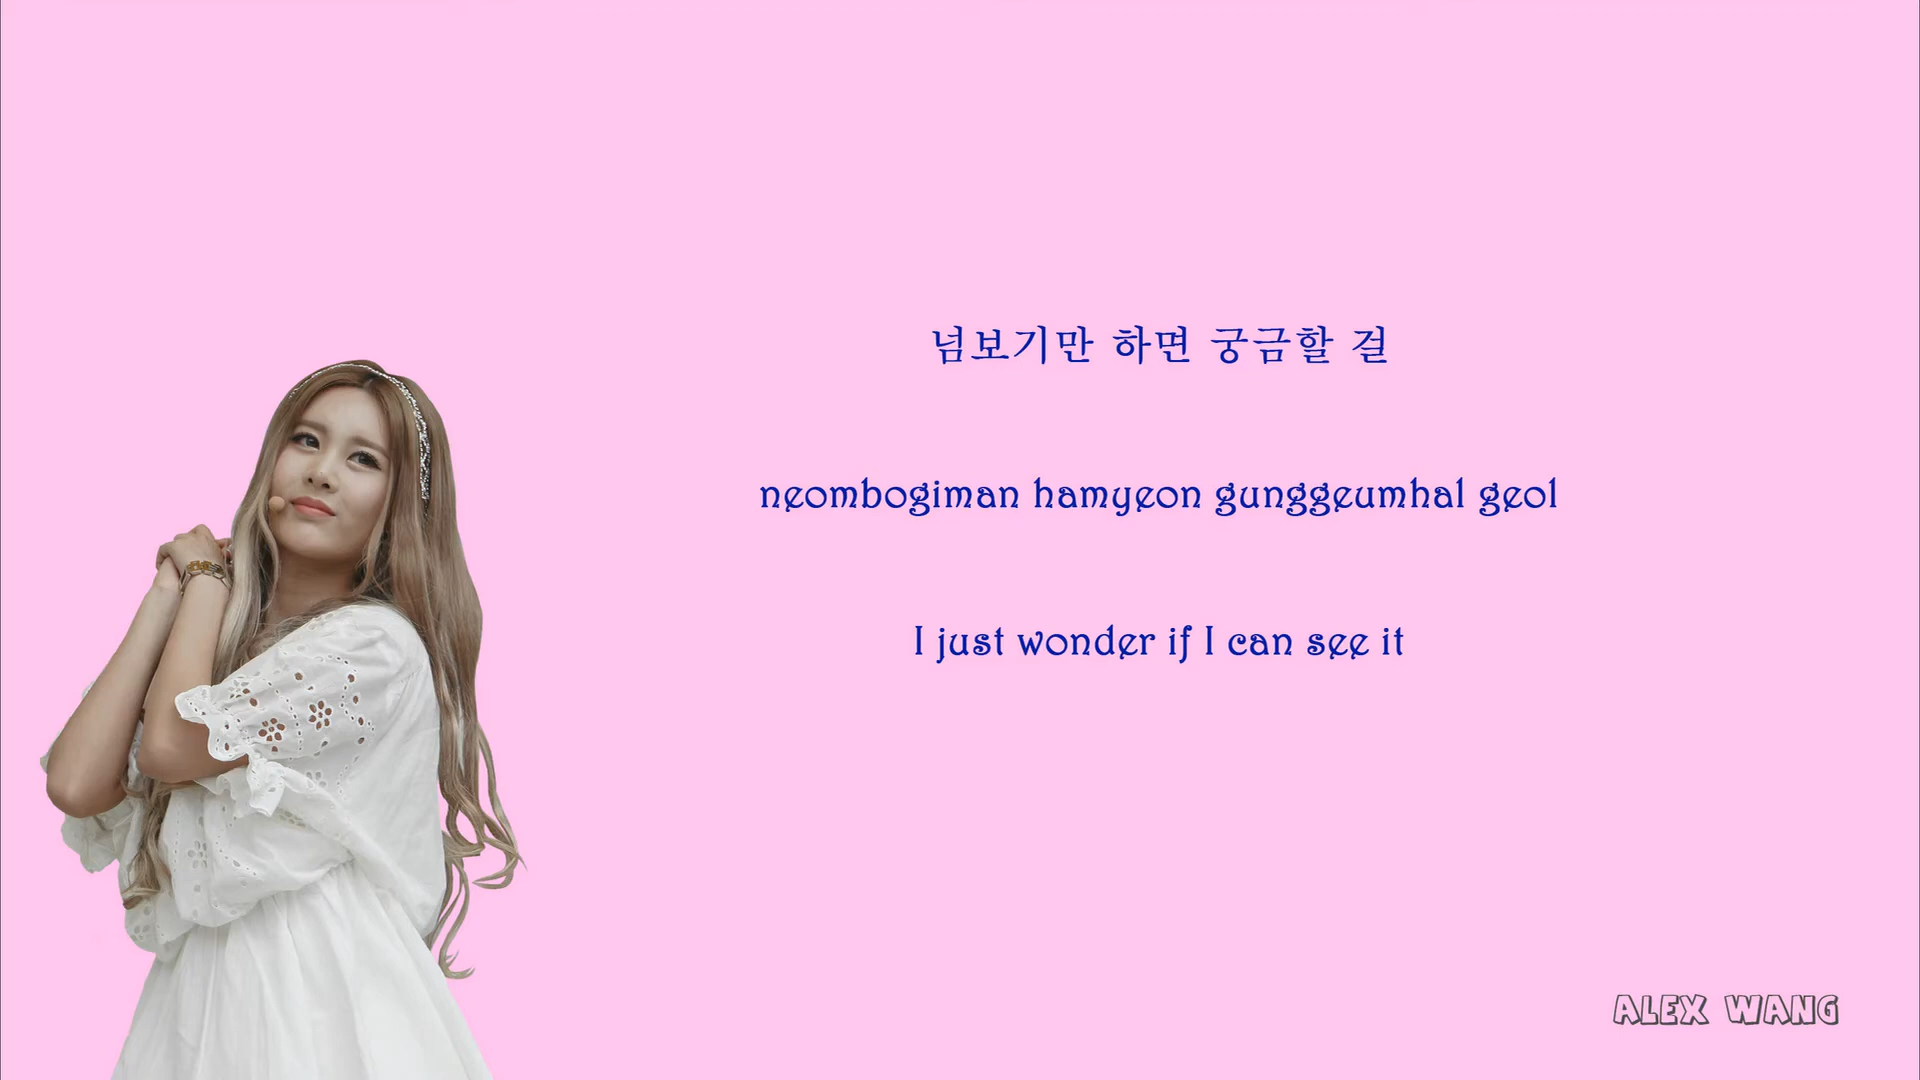 넘보기만 하면 궁금할 결
neombogiman hamyeon gunggeumhal geol
I just wonder if I can see it
ALEX WANG